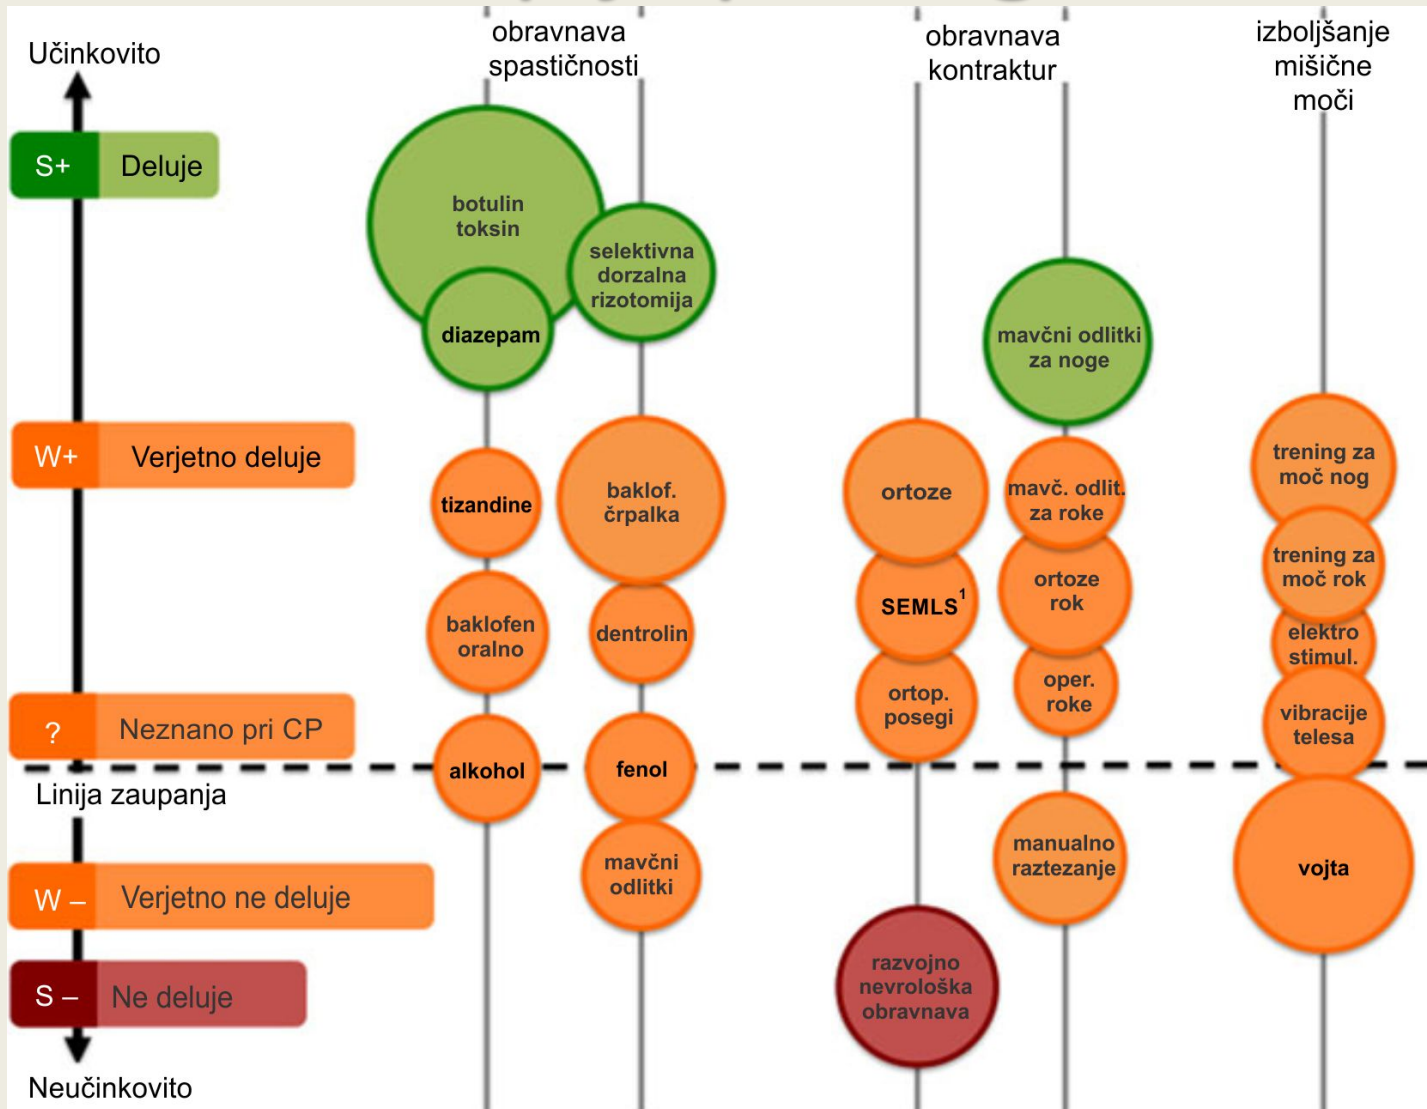 Učinkovito
obravnava
spastičnosti
obravnava
kontraktur
izboljšanje
mišične
moči
S+ Deluje
botulin
toksin
selektivna
dorzalna
rizotomija
diazepam
mavčni odlitki
za noge
W+ Verjetno deluje
tizandine
baklof.
črpalka
ortoze
mavč. odlit.
za roke
trening za
moč nog
trening za
moč rok
baklofen
oralno
dentrolin
SEMLS¹
ortoze
rok
elektro
stimul.
? Neznano pri CP
ortop.
posegi
oper.
roke
vibracije
telesa
alkohol
fenol
Linija zaupanja
mavčni
odlitki
manualno
raztezanje
vojta
W – Verjetno ne deluje
S – Ne deluje
razvojno
nevrološka
obravnava
Neučinkovito